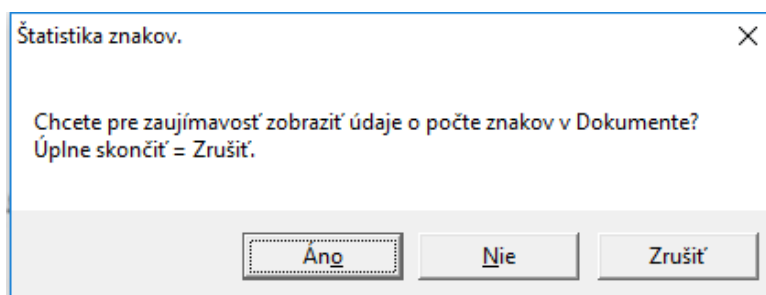 Štatistika znakov.
Chcete pre zaujímavosť zobraziť údaje o počte znakov v Dokumente?
Úplne skončiť = Zrušiť.
Áno
Nie
Zrušiť